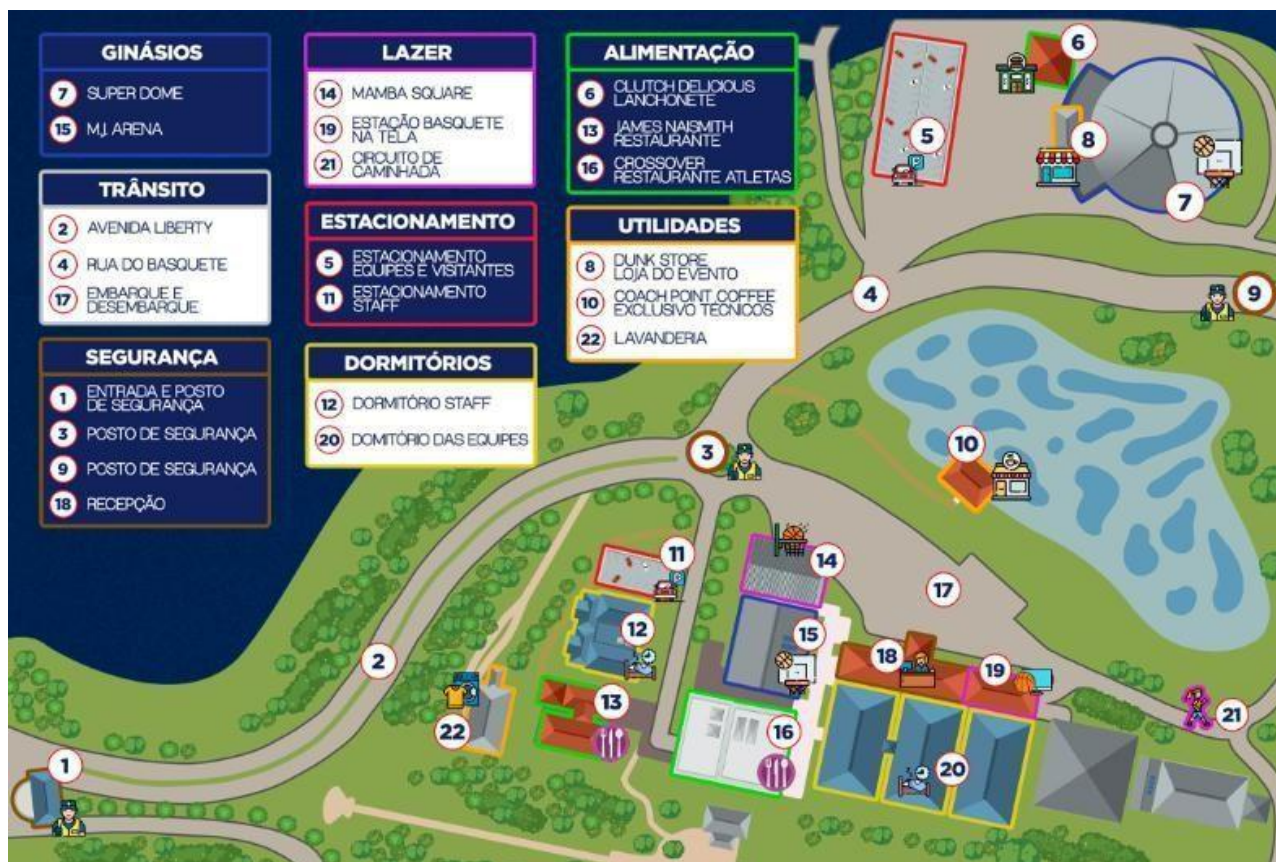 GINÁSIOS
7 SUPER DOME
15 M.J. ARENA
TRÂNSITO
2 AVENIDA LIBERTY
4 RUA DO BASQUETE
17 EMBARQUE E
DESEMBARQUE
SEGURANÇA
1 ENTRADA E POSTO
DE SEGURANÇA
3 POSTO DE SEGURANÇA
9 POSTO DE SEGURANÇA
18 RECEPÇÃO
LAZER
14 MAMBA SQUARE
19 ESTAÇÃO BASQUETE
NA TELA
21 CIRCUITO DE
CAMINHADA
ESTACIONAMENTO
5 ESTACIONAMENTO
EQUIPES E VISITANTES
11 ESTACIONAMENTO
STAFF
DORMITÓRIOS
12 DORMITÓRIO STAFF
20 DOMITÓRIO DAS EQUIPES
ALIMENTAÇÃO
6 CLUTCH DELICIOUS
LANCHONETE
13 JAMES NAISMITH
RESTAURANTE
16 CROSSOVER
RESTAURANTE ATLETAS
UTILIDADES
8 DUNK STORE
LOJA DO EVENTO
10 COACH POINT COFFEE
EXCLUSIVO TÉCNICOS
22 LAVANDERIA
6
5
P
8
7
4
9
3
10
11
P
14
17
12
15
18
19
2
13
16
20
21
22
1